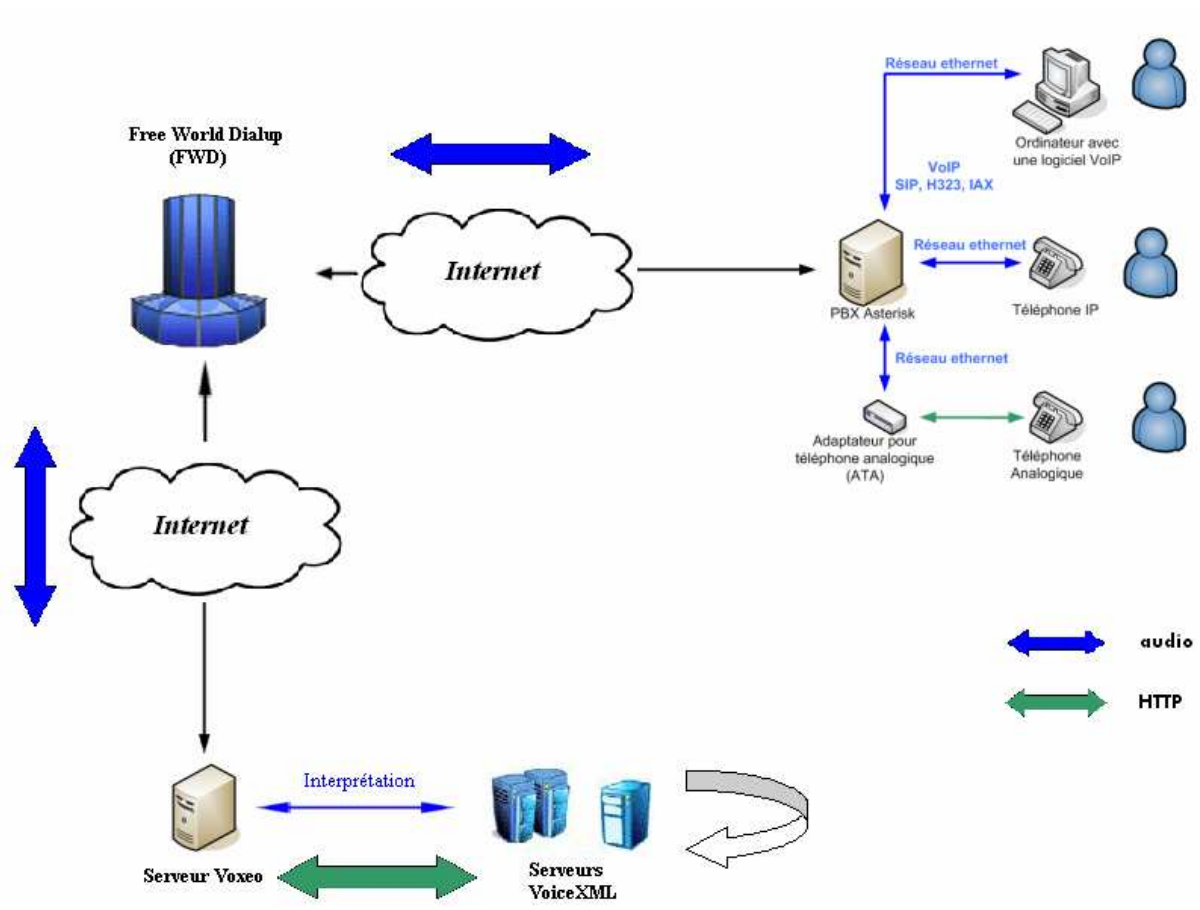 Réseau ethernet
Free World Dialup
(FWD)
Ordinateur avec
une logiciel VoIP
VoIP
SIP, H323, IAX
Internet
Réseau ethernet
PBX Asterisk
Téléphone IP
Réseau ethernet
Adaptateur pour
téléphone analogique
(ATA)
Téléphone
Analogique
Internet
audio
HTTP
Interprétation
Serveur Voxeo
Serveurs
VoiceXML